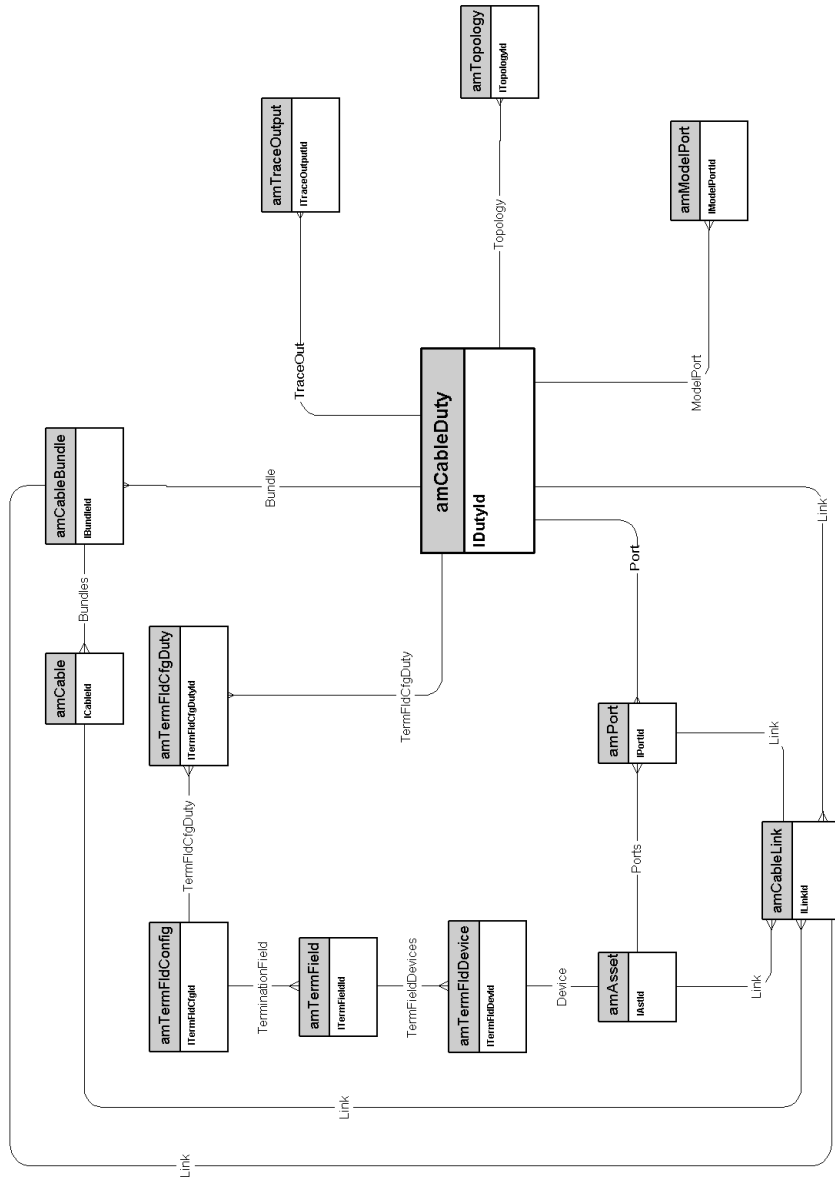 amTopology
lTopologyId
amTraceOutput
lTraceOutputId
amModelPort
lModelPortId
Topology
TraceOut
ModelPort
amCableDuty
lDutyId
amCableBundle
lBundleId
Bundle
Link
Port
Bundles
amCable
lCableId
amTermFldCfgDuty
lTermFldCfgDutyId
TermFldCfgDuty
amPort
lPortId
Link
TermFldCfgDuty
Ports
amCableLink
lLinkId
amTermFldConfig
lTermFldCfgId
TerminationField
amTermField
lTermFieldId
TermFieldDevices
amTermFldDevice
lTermFldDevId
Device
amAsset
lAstId
Link
Link
Link